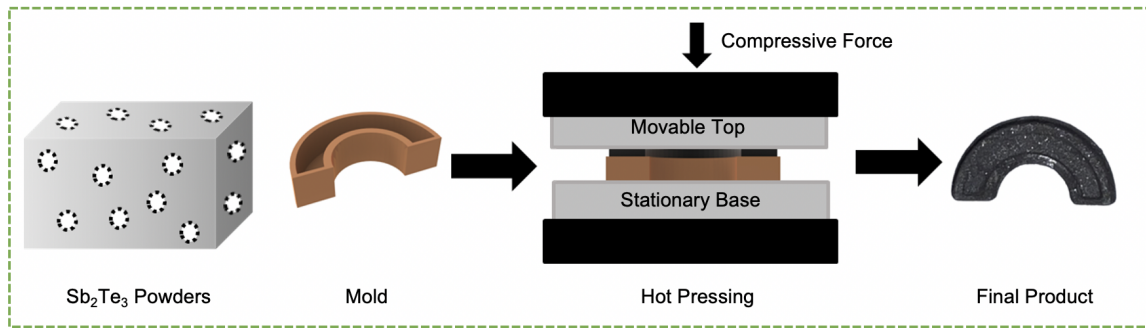 Compressive Force
Movable Top
Stationary Base
Sb₂Te₃ Powders
Mold
Hot Pressing
Final Product